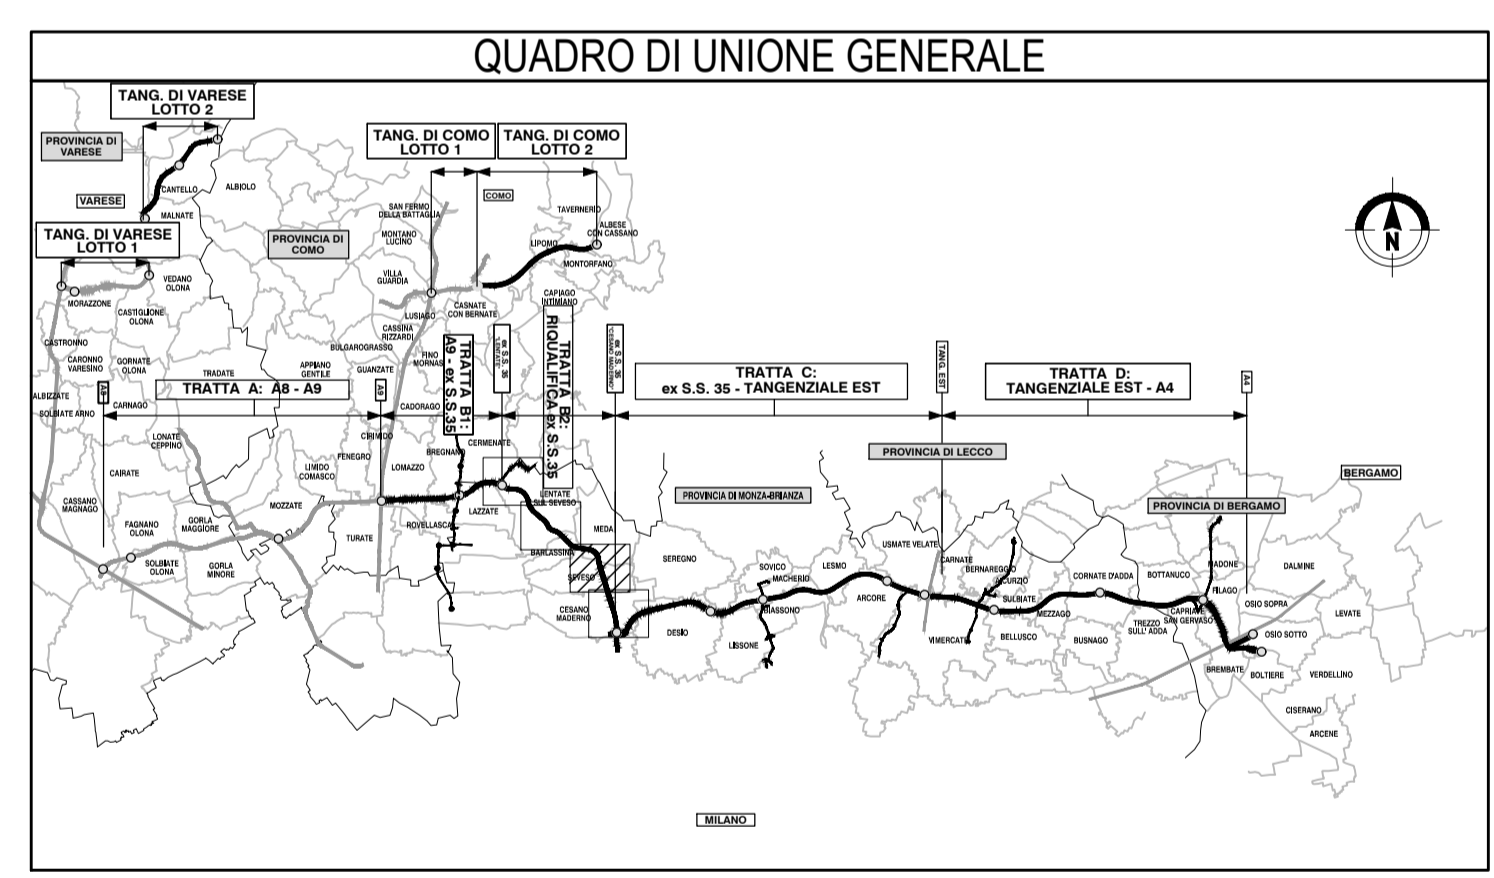 QUADRO DI UNIONE GENERALE
TANG. DI VARESE
LOTTO 2
PROVINCIA DI
VARESE
VARESE
CANTELLO
ALBIOLO
MALNATE
TANG. DI VARESE
LOTTO 1
TANG. DI COMO
LOTTO 1
TANG. DI COMO
LOTTO 2
COMO
SAN FERMO
DELLA BATTAGLIA
TAVERNERIO
ALBESE
CON CASSANO
MONTANO
LUCINO
PROVINCIA DI
COMO
LIPOMO
MONTORFANO
N
VEDANO
OLONA
MORAZZONE
CASTIGLIONE
OLONA
VILLA
GUARDIA
CAPIAGO
INTIMIANO
CASNATE
CON BERNATE
LUSIAGO
CASSINA
RIZZARDI
BULGAROGRASSO
CASTRONNO
CARONNO
VARESINO
GORNATE
OLONA
TRADATE
APPIANO
GENTILE
GUANZATE
FINO
MORNAS
TRATTA B1:
A9 - ex S.S.35
ex S.S. 35
"LENTATE"
TRATTA B2:
RIQUALIFICA ex S.S.35
ex S.S. 35
"CESANO MADERNO"
TRATTA C:
ex S.S. 35 - TANGENZIALE EST
TANG. EST
TRATTA D:
TANGENZIALE EST - A4
A4
A8
TRATTA A: A8 - A9
A9
ALBIZZATE
SOLBIATE ARNO
CARNAGO
CADORAGO
LONATE
CEPPINO
CIRIMIDO
FENEGRO
CERMENATE
BREGNANO
PROVINCIA DI LECCO
CAIRATE
LIMIDO
COMASCO
LOMAZZO
BERGAMO
CASSANO
MAGNAGO
MOZZATE
LENTATE
SUL SEVESO
PROVINCIA DI MONZA-BRIANZA
PROVINCIA DI BERGAMO
FAGNANO
OLONA
GORLA
MAGGIORE
TURATE
ROVELLASCA
LAZZATE
MEDA
BARLASSINA
SOLBIATE
OLONA
GORLA
MINORE
SEVESO
SEREGNO
SOVICO
MACHERIO
LESMO
USMATE VELATE
CARNATE
BERNAREGGIO
AICURZIO
CORNATE D'ADDA
BOTTANUCO
MADONE
DALMINE
FILAGO
CESANO
MADERNO
BIASSONO
ARCORE
SULBIATE
MEZZAGO
CAPRIATE
SAN GERVASO
OSIO SOPRA
LEVATE
DESIO
LISSONE
VIMERCATE
BELLUSCO
BUSNAGO
TREZZO
SULL' ADDA
OSIO SOTTO
BREMBATE
BOLTIERE
VERDELLINO
CISERANO
ARCENE
MILANO